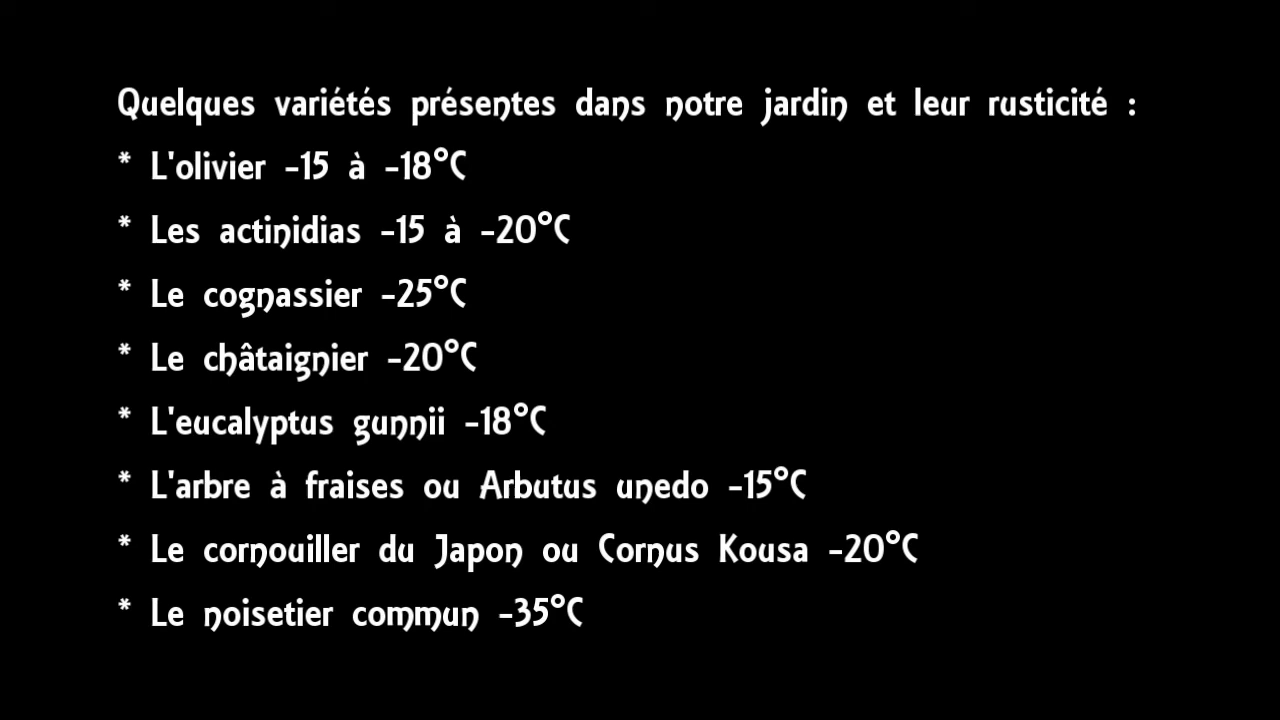 Quelques variétés présentes dans notre jardin et leur rusticité :
* L'olivier -15 à -18°C
* Les actinidias -15 à -20°C
* Le cognassier -25°C
* Le châtaignier -20°C
* L'eucalyptus gunnii -18°C
* L'arbre à fraises ou Arbutus unedo -15°C
* Le cornouiller du Japon ou Cornus Kousa -20°C
* Le noisetier commun -35°C